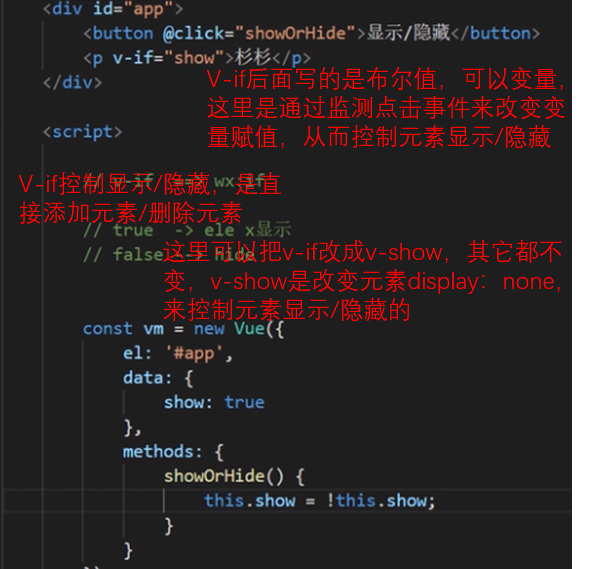 <div id="app">
<button @click="showOrHide">显示/隐藏</button>
<p v-if="show">杉杉</p>
</div>
V-if后面写的是布尔值，可以变量，
这里是通过监测点击事件来改变变
量赋值，从而控制元素显示/隐藏
<script>
V-if控制显示/隐藏，是直
接添加元素/删除元素
// true -> ele x显示
// false -> hide
这里可以把v-if改成v-show，其它都不
变，v-show是改变元素display：none，
来控制元素显示/隐藏的
const vm = new Vue({
el: '#app',
data: {
show: true
},
methods: {
showOrHide() {
this.show = !this.show;
}
}